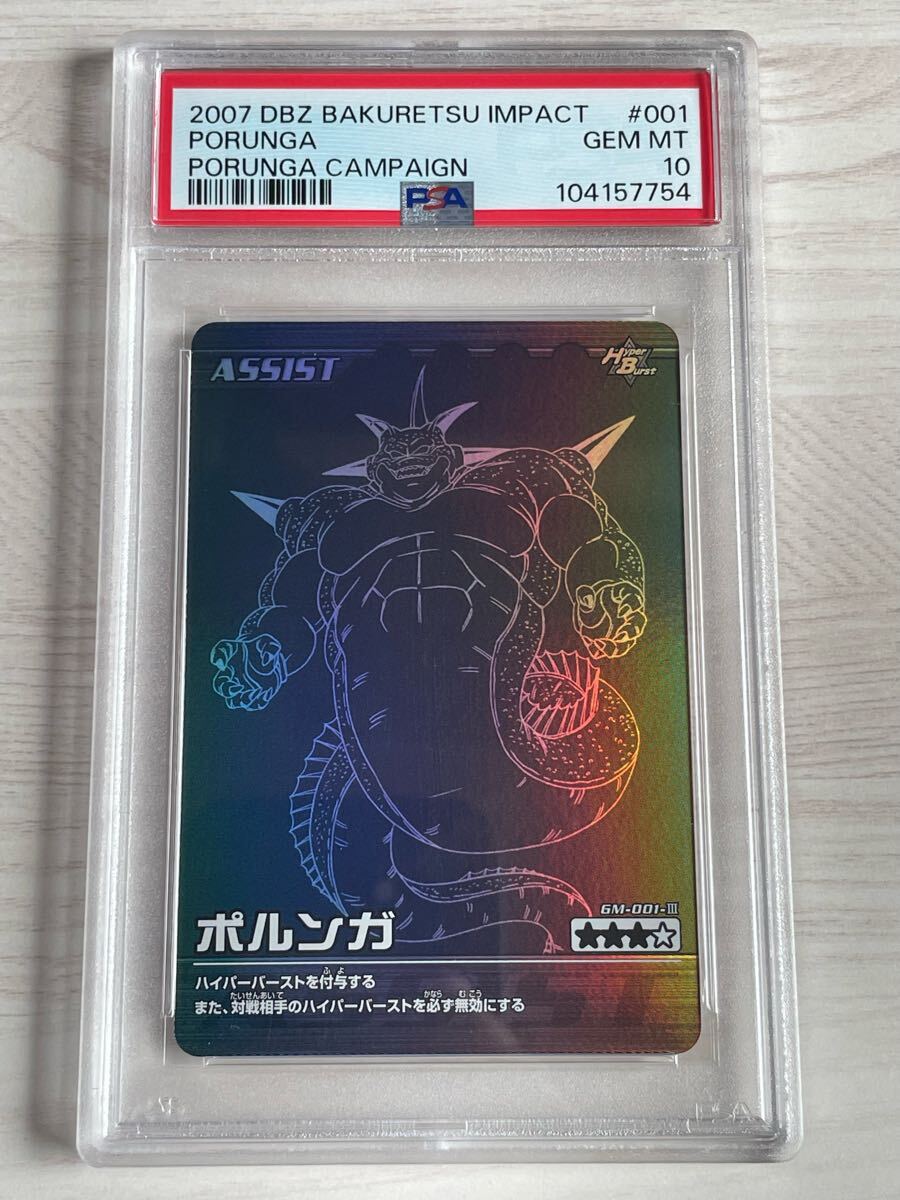 2007 DBZ BAKURETSU IMPACT #001
PORUNGA GEM MT
PORUNGA CAMPAIGN 10
PSA 104157754
ASSIST
Hyper Burst
6M-001-III
ポルンガ
ハイパーバーストを付与する
また、対戦相手のハイパーバーストを必ず無効にする